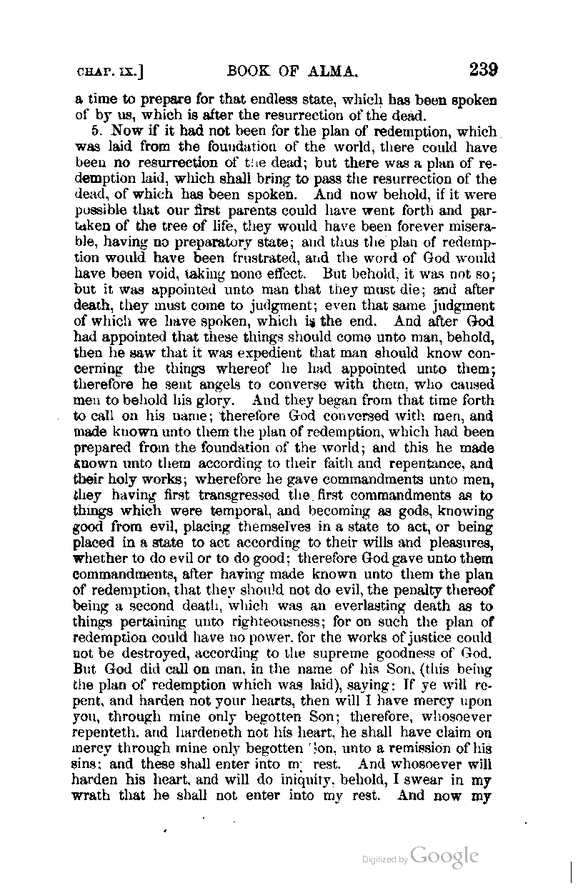 CHAP. IX.] BOOK OF ALMA. 239
a time to prepare for that endless state, which has been spoken
of by us, which is after the resurrection of the dead.
5. Now if it had not been for the plan of redemption, which
was laid from the foundation of the world, there could have
been no resurrection of the dead; but there was a plan of re-
demption laid, which shall bring to pass the resurrection of the
dead, of which has been spoken. And now behold, if it were
possible that our first parents could have went forth and par-
taken of the tree of life, they would have been forever misera-
ble, having no preparatory state; and thus the plan of redemp-
tion would have been frustrated, and the word of God would
have been void, taking none effect. But behold, it was not so;
but it was appointed unto man that they must die; and after
death, they must come to judgment; even that same judgment
of which we have spoken, which is the end. And after God
had appointed that these things should come unto man, behold,
then he saw that it was expedient that man should know con-
cerning the things whereof he had appointed unto them;
therefore he sent angels to converse with them, who caused
men to behold his glory. And they began from that time forth
to call on his name; therefore God conversed with men, and
made known unto them the plan of redemption, which had been
prepared from the foundation of the world; and this he made
known unto them according to their faith and repentance, and
their holy works; wherefore he gave commandments unto men,
they having first transgressed the first commandments as to
things which were temporal, and becoming as gods, knowing
good from evil, placing themselves in a state to act, or being
placed in a state to act according to their wills and pleasures,
whether to do evil or to do good; therefore God gave unto them
commandments, after having made known unto them the plan
of redemption, that they should not do evil, the penalty thereof
being a second death, which was an everlasting death as to
things pertaining unto righteousness; for on such the plan of
redemption could have no power, for the works of justice could
not be destroyed, according to the supreme goodness of God.
But God did call on man, in the name of his Son, (this being
the plan of redemption which was laid), saying: If ye will re-
pent, and harden not your hearts, then will I have mercy upon
you, through mine only begotten Son; therefore, whosoever
repenteth, and hardeneth not his heart, he shall have claim on
mercy through mine only begotten Son, unto a remission of his
sins; and these shall enter into my rest. And whosoever will
harden his heart, and will do iniquity, behold, I swear in my
wrath that he shall not enter into my rest. And now my
Digitized by Google